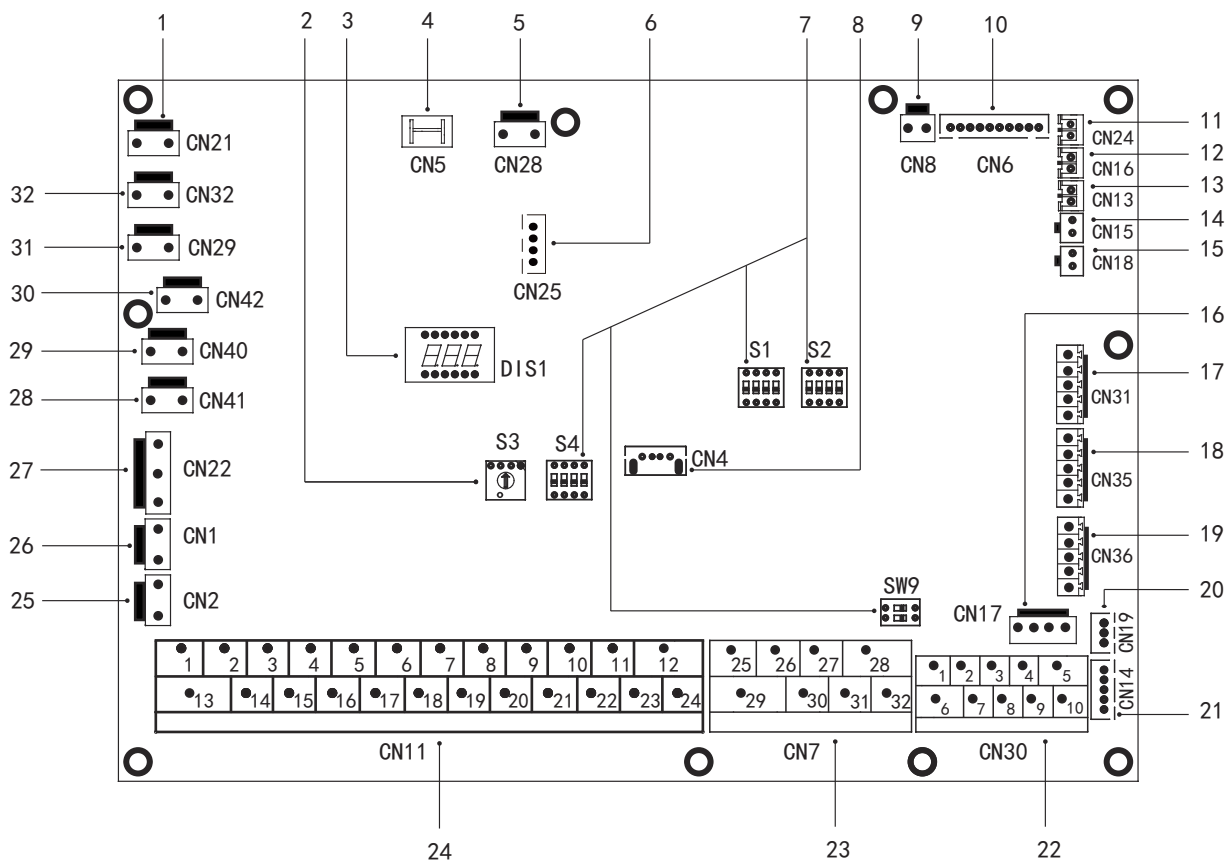 1 2 3 4 5 6 7 8 9 10
CN21 CN5 CN28 CN8 CN6 CN24 11
CN16 12
32 CN32 CN13 13
31 CN29 CN15 14
CN25 CN18 15
30 CN42 16
29 CN40 DIS1 S1 S2 17
28 CN41 CN31
27 CN22 S3 S4 CN4 CN35 18
26 CN1 CN36 19
25 CN2 SW9 CN17 CN19 20
1 2 3 4 5 6 7 8 9 10 11 12 25 26 27 28 1 2 3 4 5 CN14
13 14 15 16 17 18 19 20 21 22 23 24 29 30 31 32 6 7 8 9 10 21
CN11 CN7 CN30
24 23 22